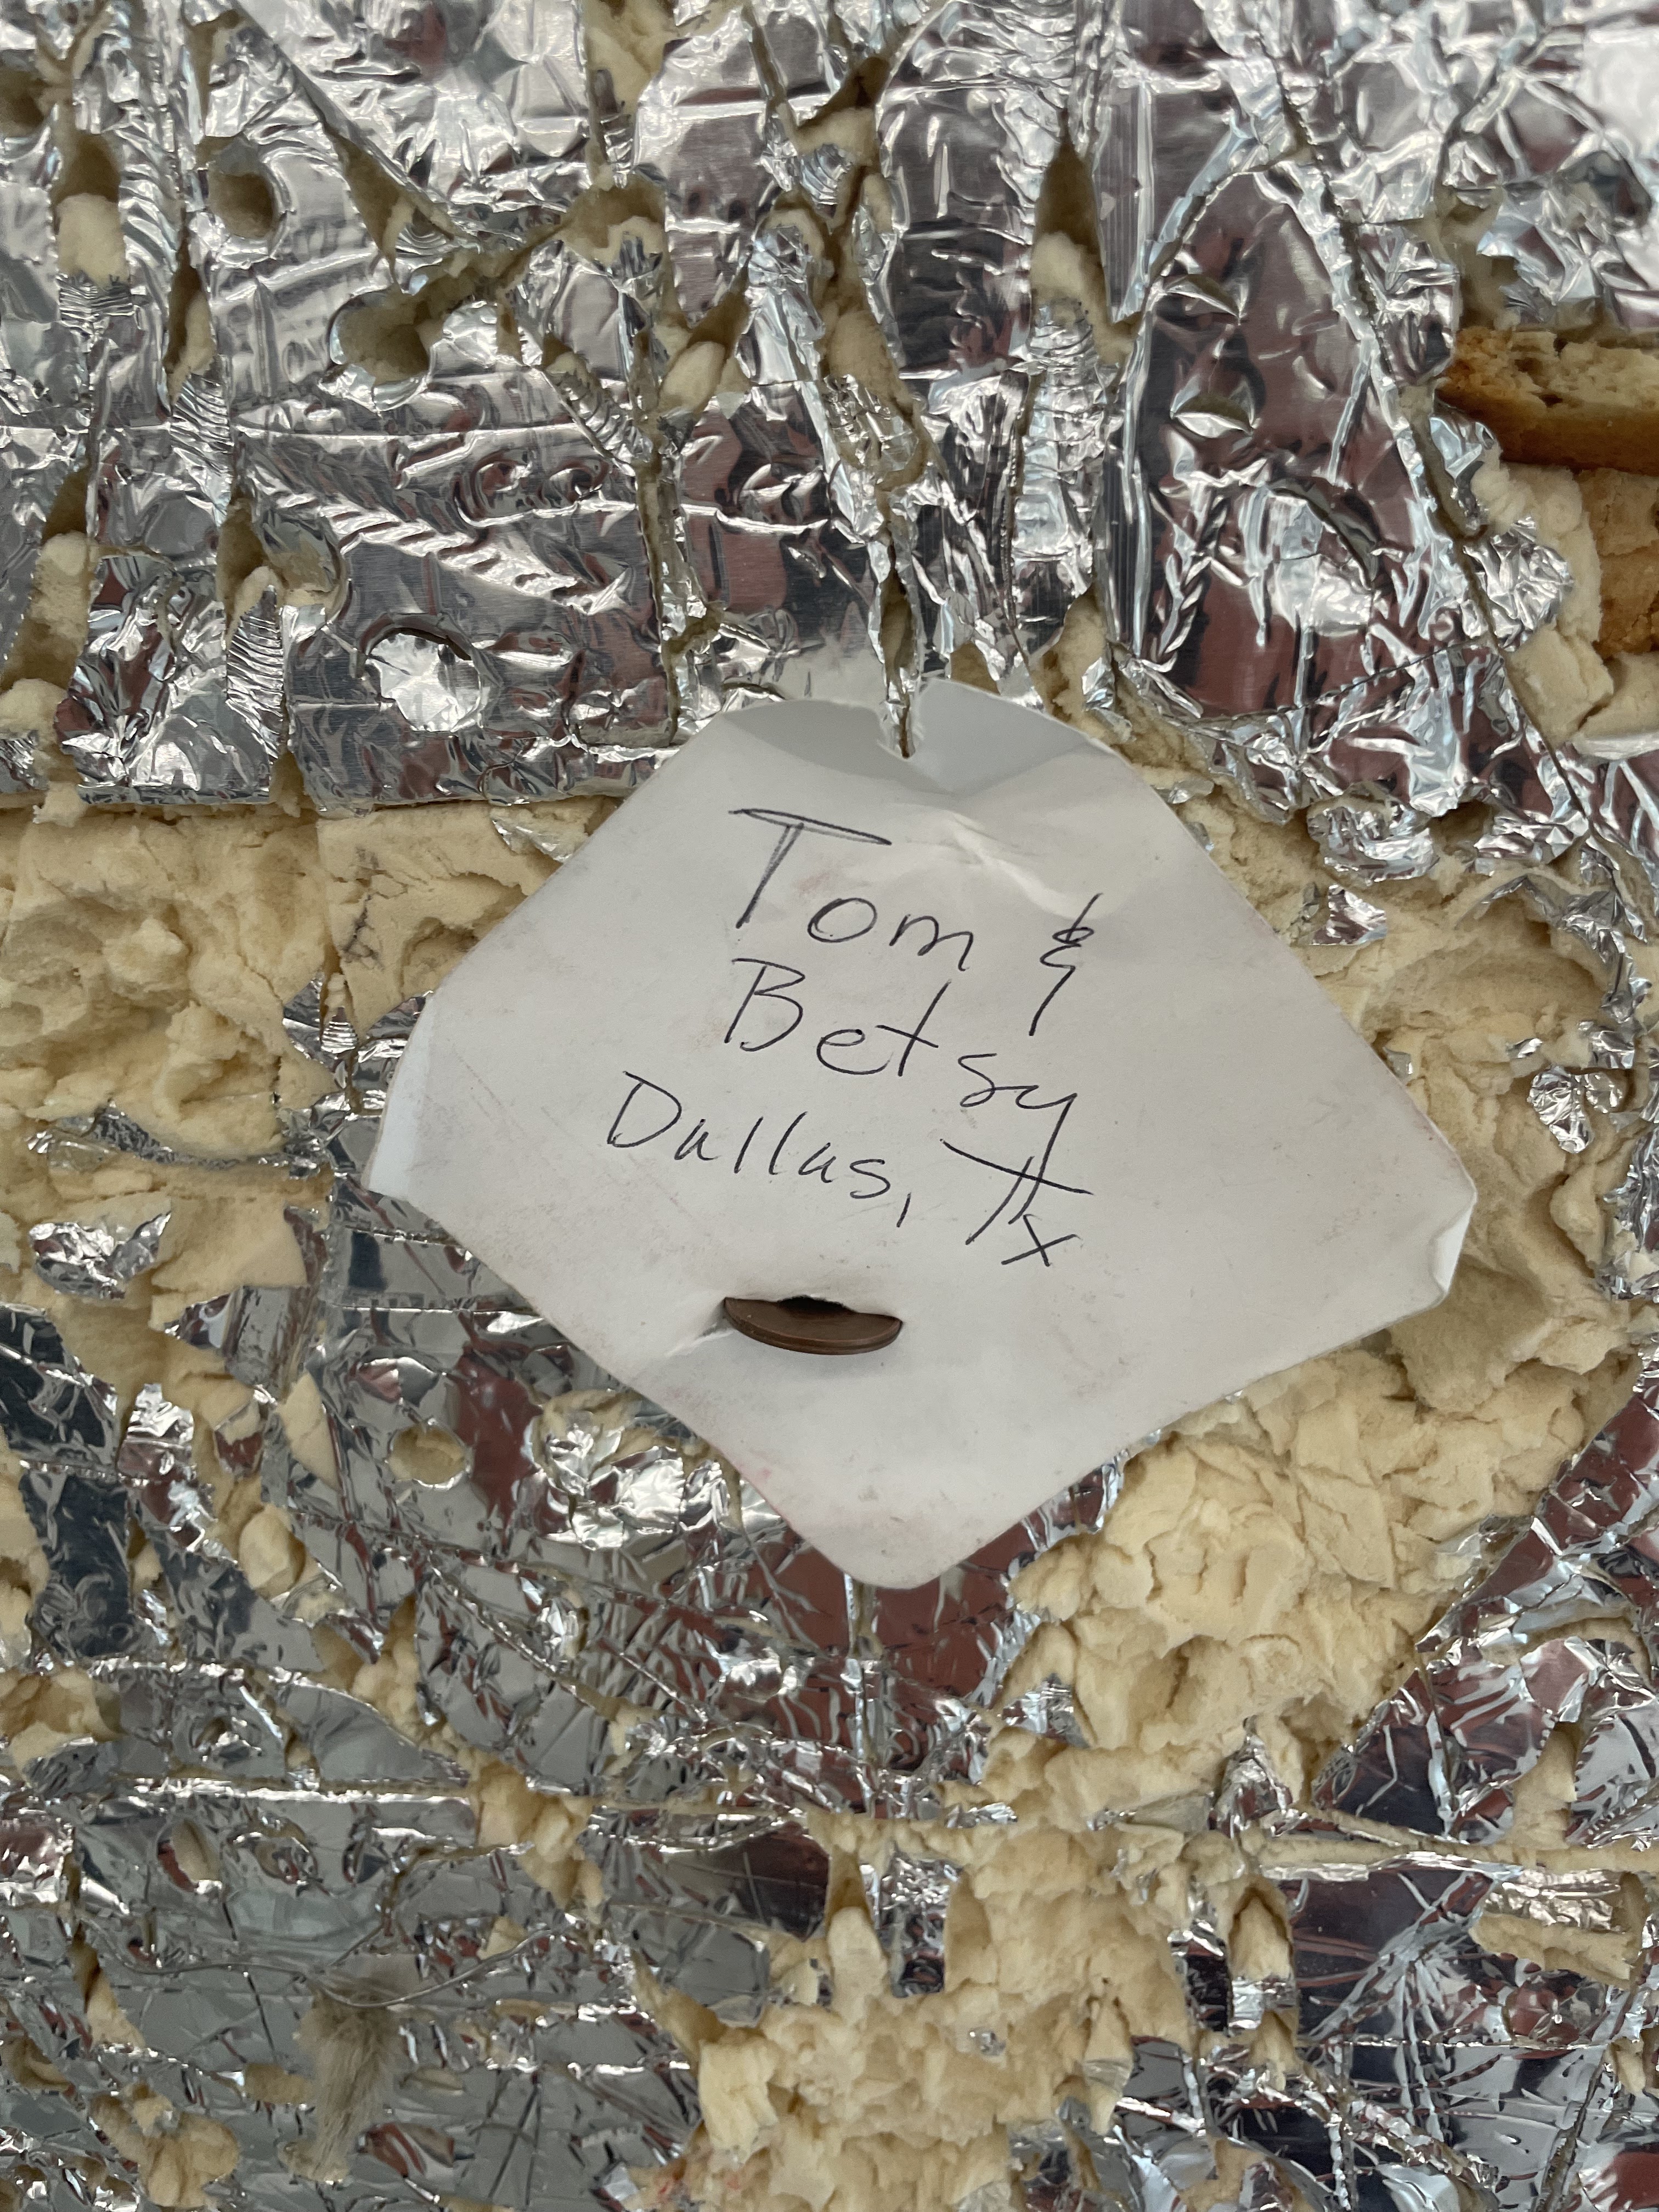 Tom &
Betsy
Dallas, Tx